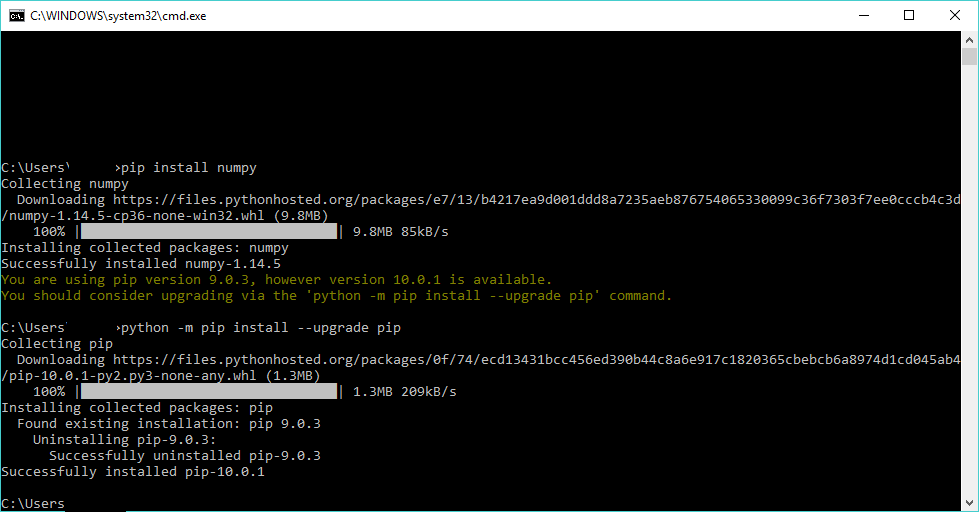 C:\WINDOWS\system32\cmd.exe
C:\Users\ >pip install numpy
Collecting numpy
  Downloading https://files.pythonhosted.org/packages/e7/13/b4217ea9d001ddd8a7235aeb876754065330099c36f7303f7ee0cccb4c3d
/numpy-1.14.5-cp36-none-win32.whl (9.8MB)
    100% |████████████████████████████████| 9.8MB 85kB/s
Installing collected packages: numpy
Successfully installed numpy-1.14.5
You are using pip version 9.0.3, however version 10.0.1 is available.
You should consider upgrading via the 'python -m pip install --upgrade pip' command.
C:\Users >python -m pip install --upgrade pip
Collecting pip
  Downloading https://files.pythonhosted.org/packages/0f/74/ecd13431bcc456ed390b44c8a6e917c1820365cbebcb6a8974d1cd045ab4
/pip-10.0.1-py2.py3-none-any.whl (1.3MB)
    100% |████████████████████████████████| 1.3MB 209kB/s
Installing collected packages: pip
  Found existing installation: pip 9.0.3
    Uninstalling pip-9.0.3:
      Successfully uninstalled pip-9.0.3
Successfully installed pip-10.0.1
C:\Users